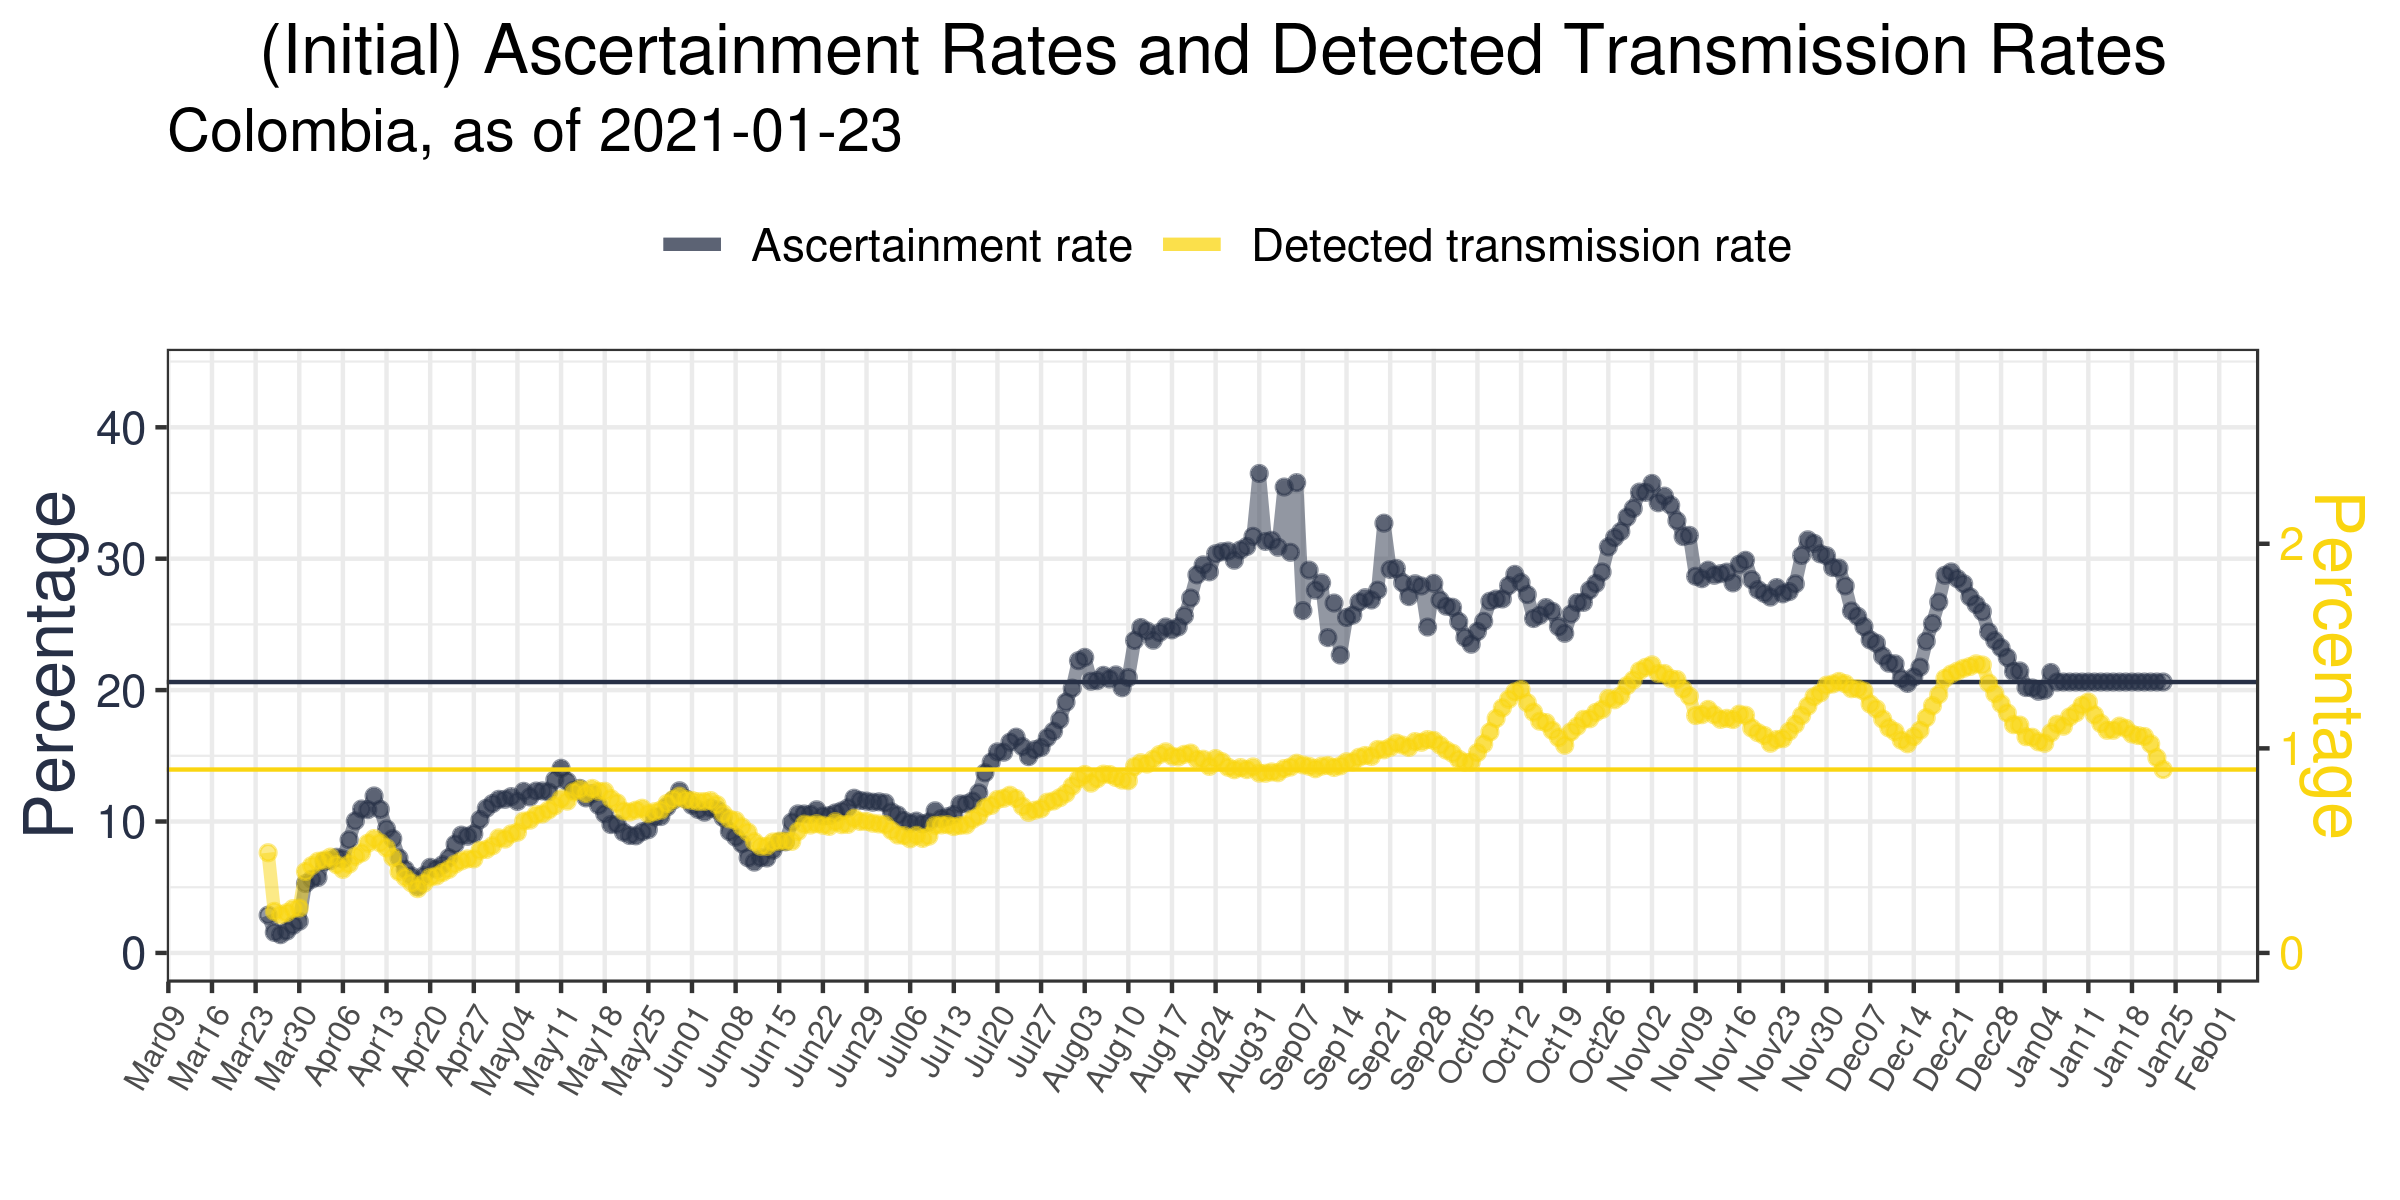 (Initial) Ascertainment Rates and Detected Transmission Rates
Colombia, as of 2021-01-23
Ascertainment rate Detected transmission rate
Percentage
40
30
20
10
0
Percentage
2
1
0
Mar09 Mar16 Mar23 Mar30 Apr06 Apr13 Apr20 Apr27 May04 May11 May18 May25 Jun01 Jun08 Jun15 Jun22 Jun29 Jul06 Jul13 Jul20 Jul27 Aug03 Aug10 Aug17 Aug24 Aug31 Sep07 Sep14 Sep21 Sep28 Oct05 Oct12 Oct19 Oct26 Nov02 Nov09 Nov16 Nov23 Nov30 Dec07 Dec14 Dec21 Dec28 Jan04 Jan11 Jan18 Jan25 Feb01